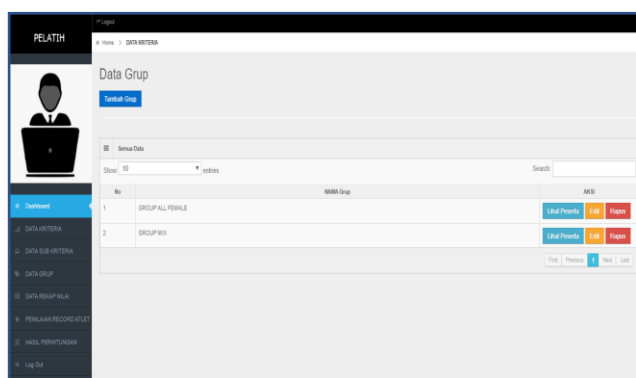 Logout
PELATIH
Home > DATA KRITERIA
Data Grup
Tambah Grup
Semua Data
Show 10 entries
Search:
No NAMA Grup AKSI
1 GROUP ALL FEMALE Lihat Peserta Edit Hapus
2 GROUP MIX Lihat Peserta Edit Hapus
First Previous 1 Next Last
Dashboard
DATA KRITERIA
DATA SUB KRITERIA
DATA GRUP
DATA REKAP NILAI
PENILAIAN RECORD ATLET
HASIL PERHITUNGAN
Log Out